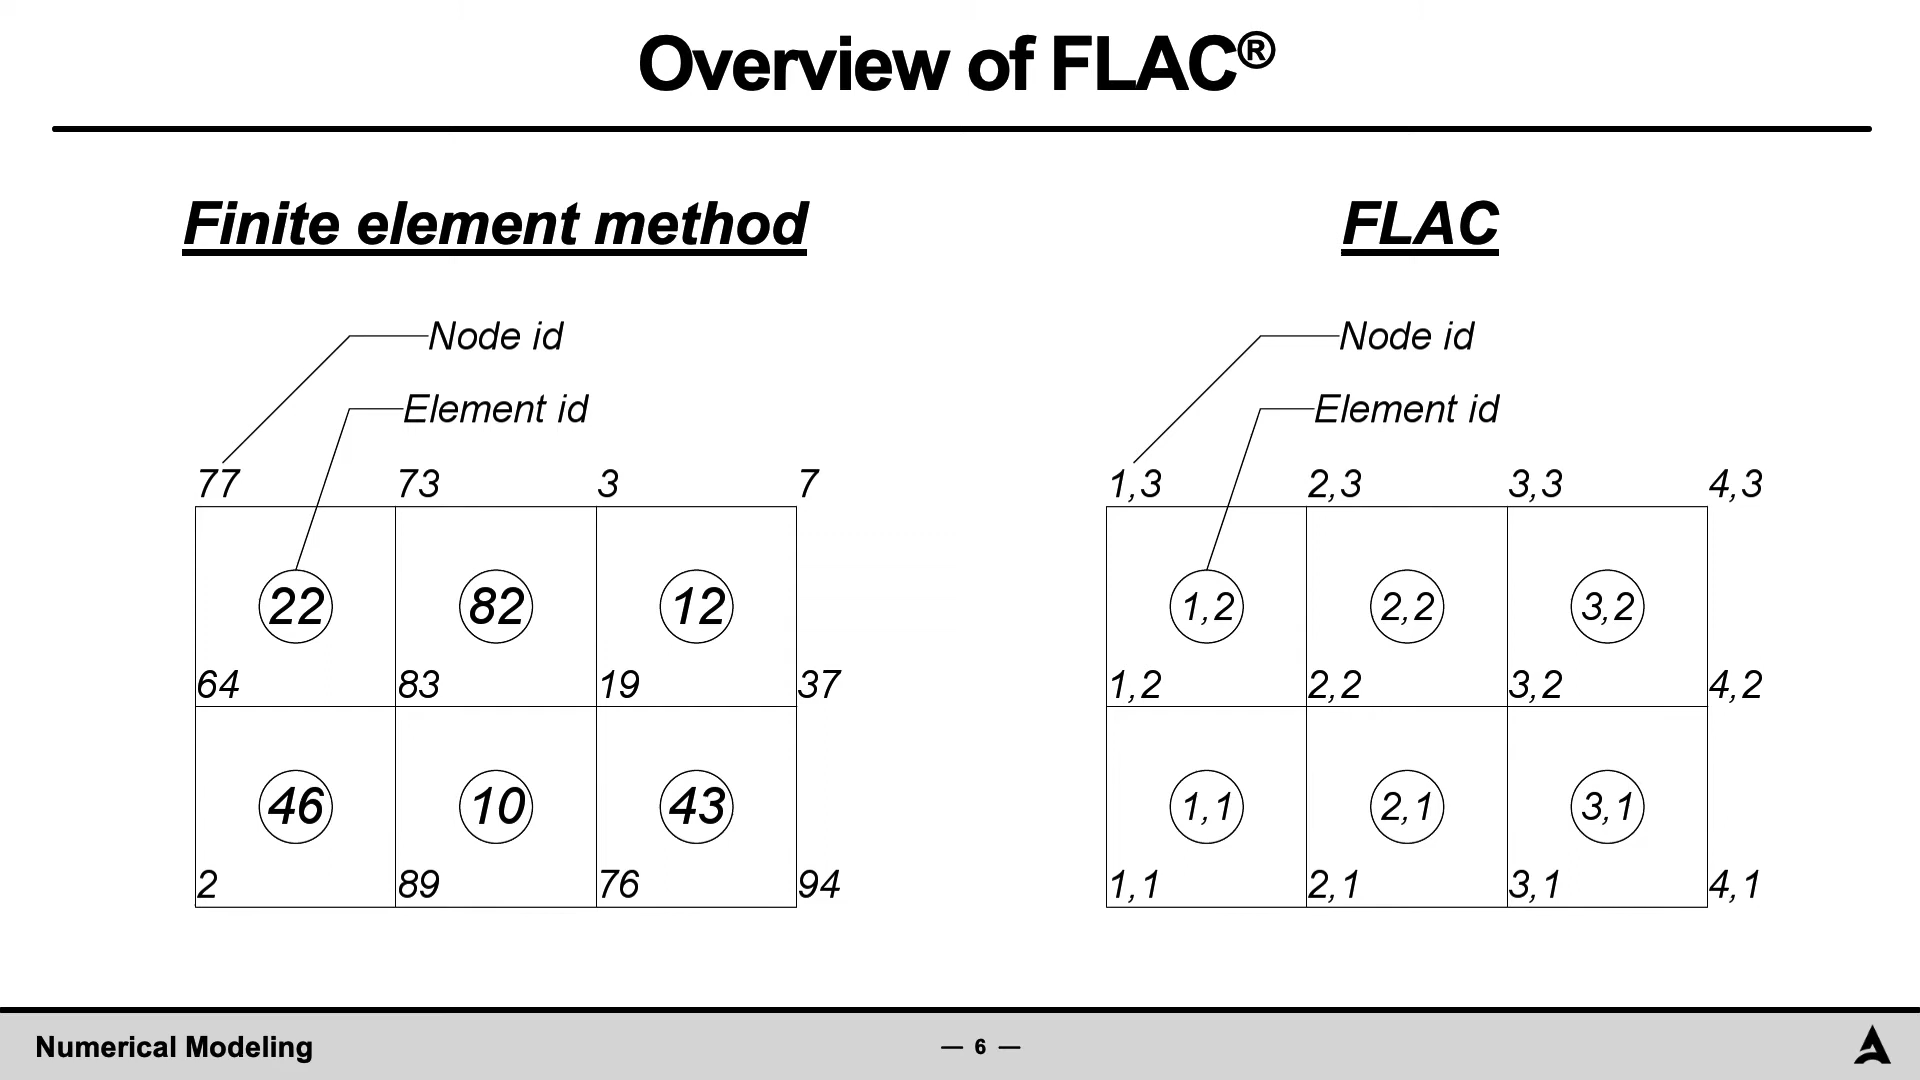 Overview of FLAC®
Finite element method
Node id
Element id
77 73 3 7
22 82 12
64 83 19 37
46 10 43
2 89 76 94
FLAC
Node id
Element id
1,3 2,3 3,3 4,3
1,2 2,2 3,2
1,2 2,2 3,2 4,2
1,1 2,1 3,1
1,1 2,1 3,1 4,1
Numerical Modeling
— 6 —